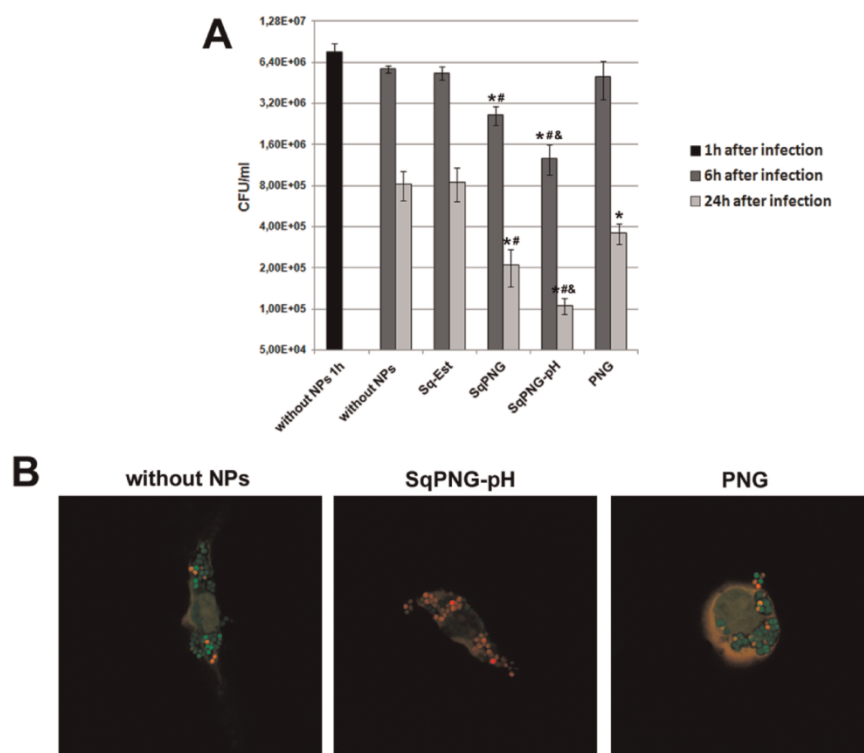 A
1,28E+07
6,40E+06
3,20E+06
1,60E+06
8,00E+05
4,00E+05
2,00E+05
1,00E+05
5,00E+04
CFU/ml
*#
*#&
*
*#
*#&
1h after infection
6h after infection
24h after infection
without NPs 1h
without NPs
Sq-Est
SqPNG
SqPNG-pH
PNG
B
without NPs
SqPNG-pH
PNG